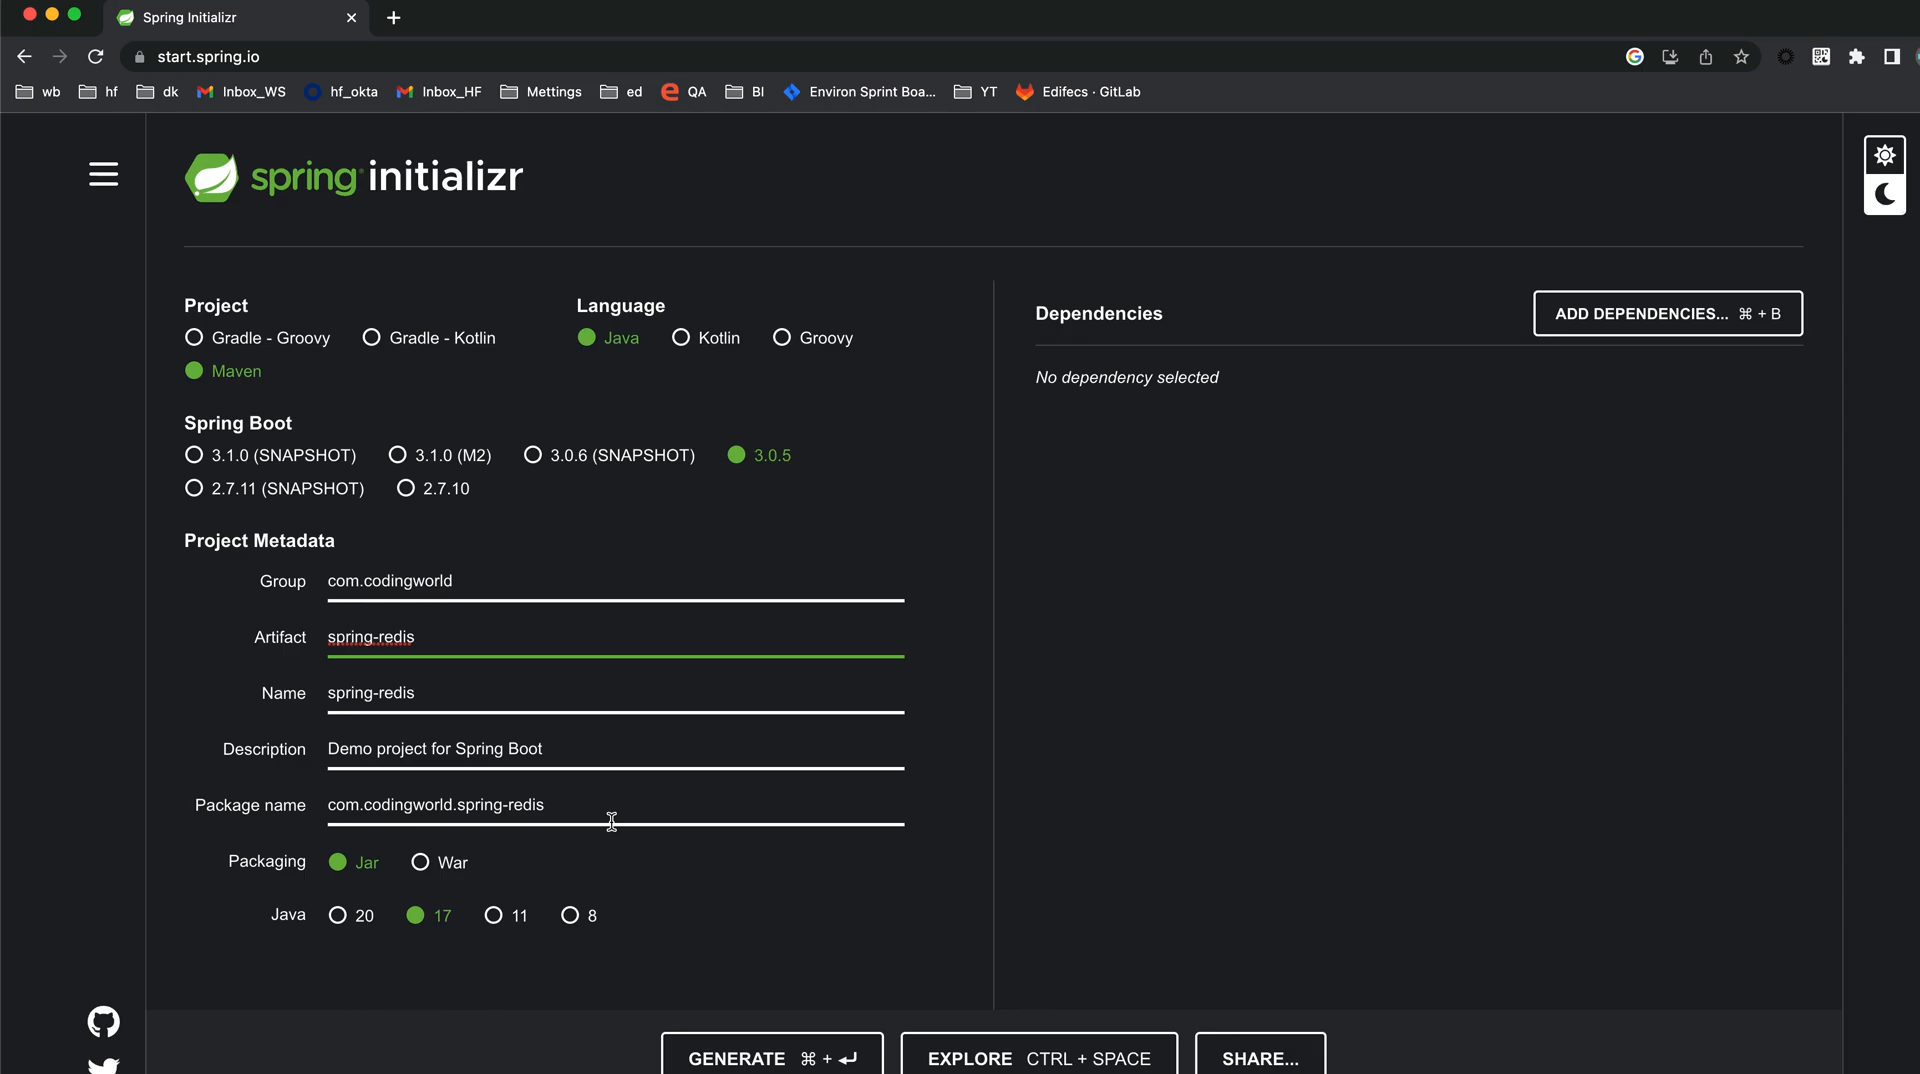 Spring Initializr
start.spring.io
wb hf dk Inbox_WS hf_okta Inbox_HF Mettings ed QA BI Environ Sprint Boa... YT Edifecs · GitLab
spring initializr
Project
Gradle - Groovy Gradle - Kotlin
Maven
Language
Java Kotlin Groovy
Spring Boot
3.1.0 (SNAPSHOT) 3.1.0 (M2) 3.0.6 (SNAPSHOT) 3.0.5
2.7.11 (SNAPSHOT) 2.7.10
Project Metadata
Group com.codingworld
Artifact spring-redis
Name spring-redis
Description Demo project for Spring Boot
Package name com.codingworld.spring-redis
Packaging Jar War
Java 20 17 11 8
Dependencies
ADD DEPENDENCIES... ⌘ + B
No dependency selected
GENERATE ⌘ + ↵
EXPLORE CTRL + SPACE
SHARE...